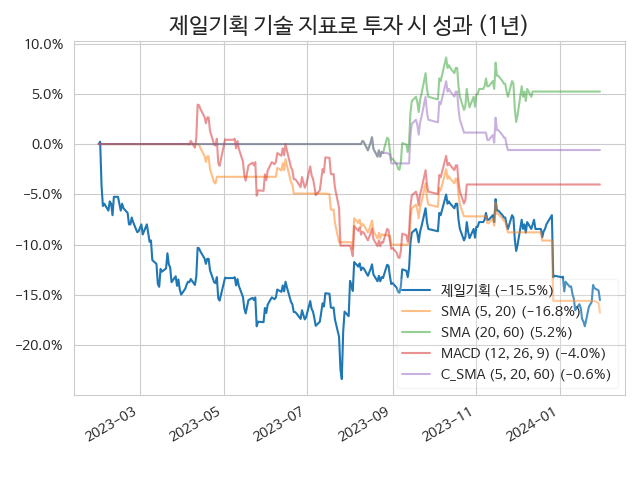 제일기획 기술 지표로 투자 시 성과 (1년)
10.0%
5.0%
0.0%
−5.0%
−10.0%
−15.0%
−20.0%
제일기획 (−15.5%)
SMA (5, 20) (−16.8%)
SMA (20, 60) (5.2%)
MACD (12, 26, 9) (−4.0%)
C_SMA (5, 20, 60) (−0.6%)
2023−03
2023−05
2023−07
2023−09
2023−11
2024−01